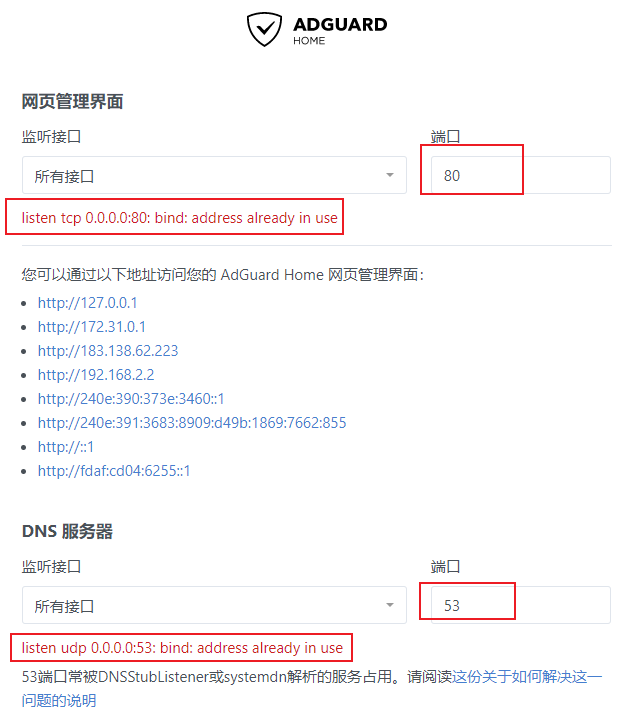 ADGUARD
HOME
网页管理界面
监听接口
端口
所有接口
80
listen tcp 0.0.0.0:80: bind: address already in use
您可以通过以下地址访问您的 AdGuard Home 网页管理界面：
http://127.0.0.1
http://172.31.0.1
http://183.138.62.223
http://192.168.2.2
http://240e:390:373e:3460::1
http://240e:391:3683:8909:d49b:1869:7662:855
http://::1
http://fdaf:cd04:6255::1
DNS 服务器
监听接口
端口
所有接口
53
listen udp 0.0.0.0:53: bind: address already in use
53端口常被DNSStubListener或systemdn解析的服务占用。请阅读这份关于如何解决这一
问题的说明